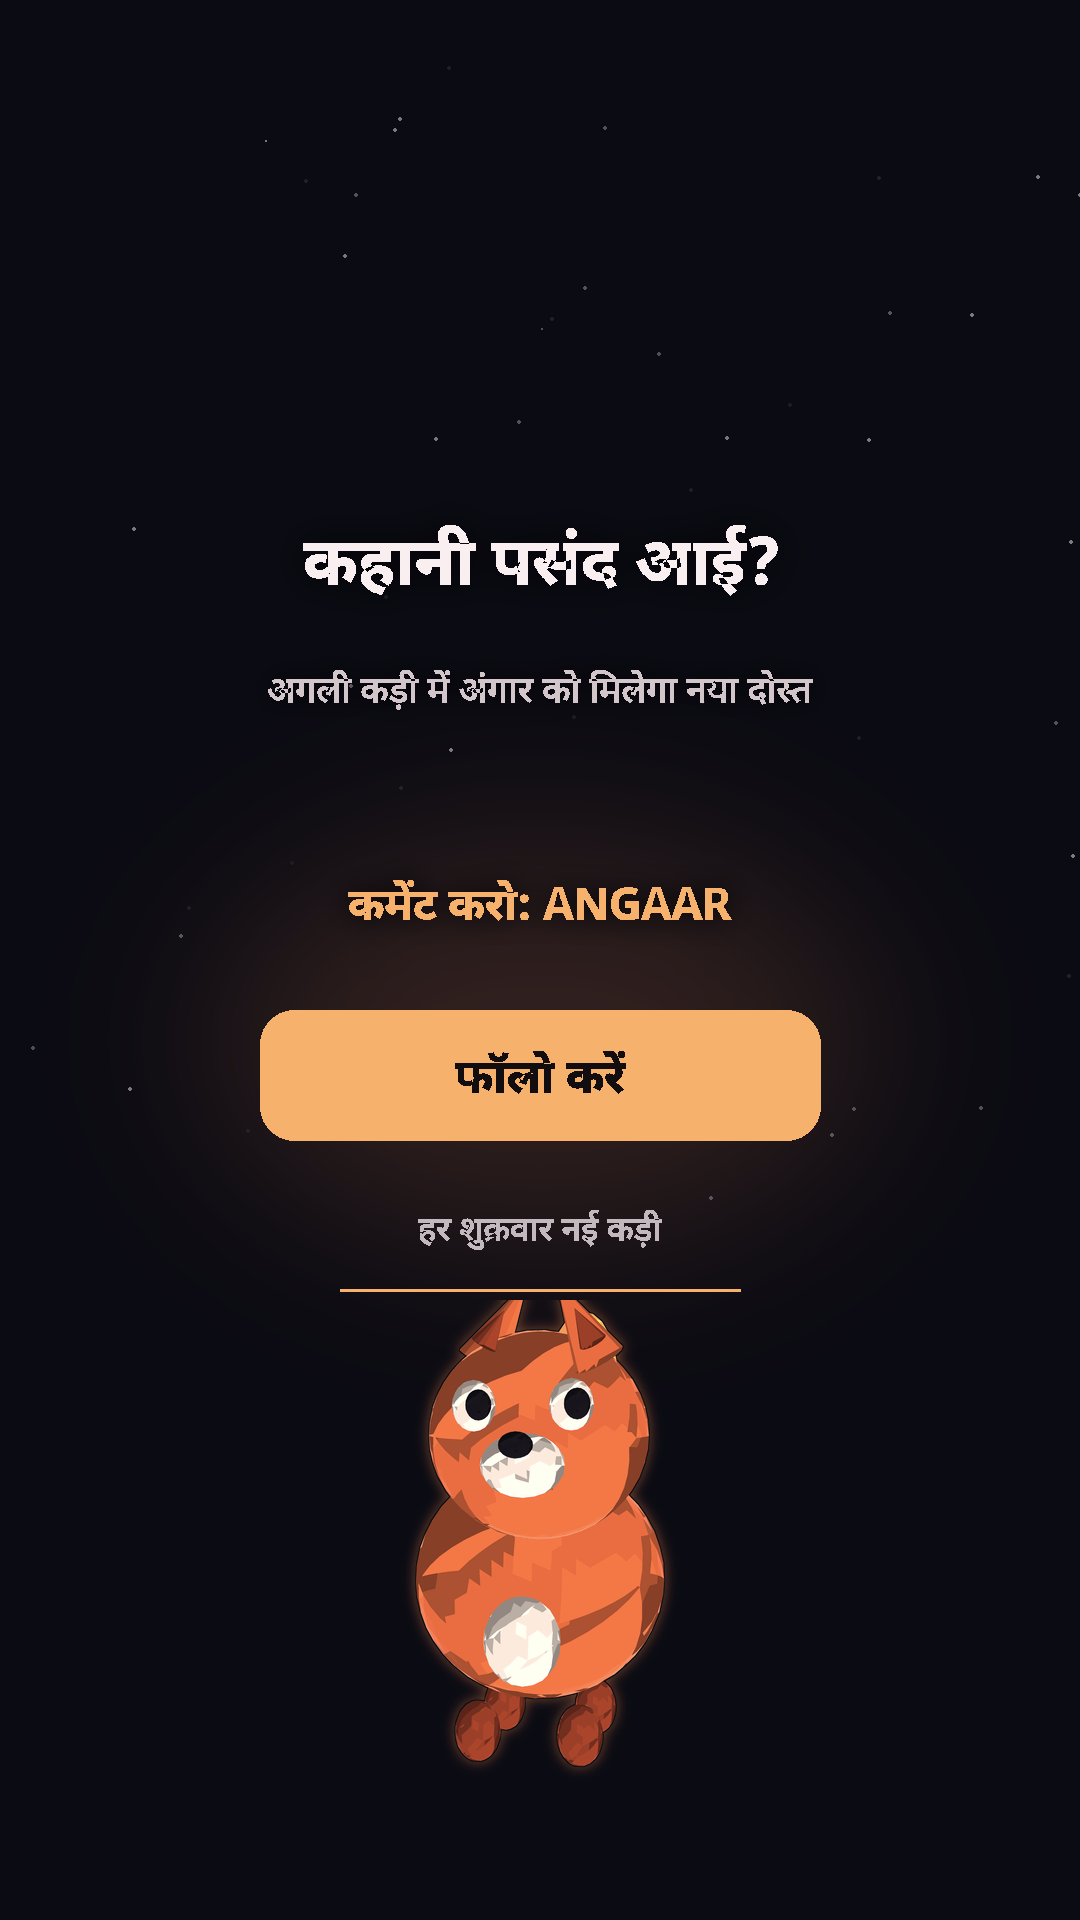 कहानी पसंद आई?
अगली कड़ी में अंगार को मिलेगा नया दोस्त
कमेंट करो: ANGAAR
फॉलो करें
हर शुक्रवार नई कड़ी